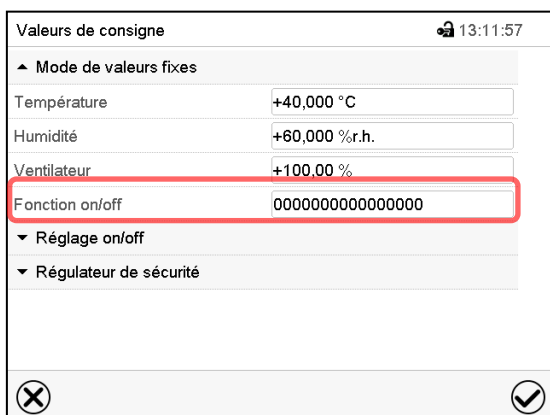 Valeurs de consigne 13:11:57
Mode de valeurs fixes
Température +40,000 °C
Humidité +60,000 %r.h.
Ventilateur +100,00 %
Fonction on/off 0000000000000000
Réglage on/off
Régulateur de sécurité